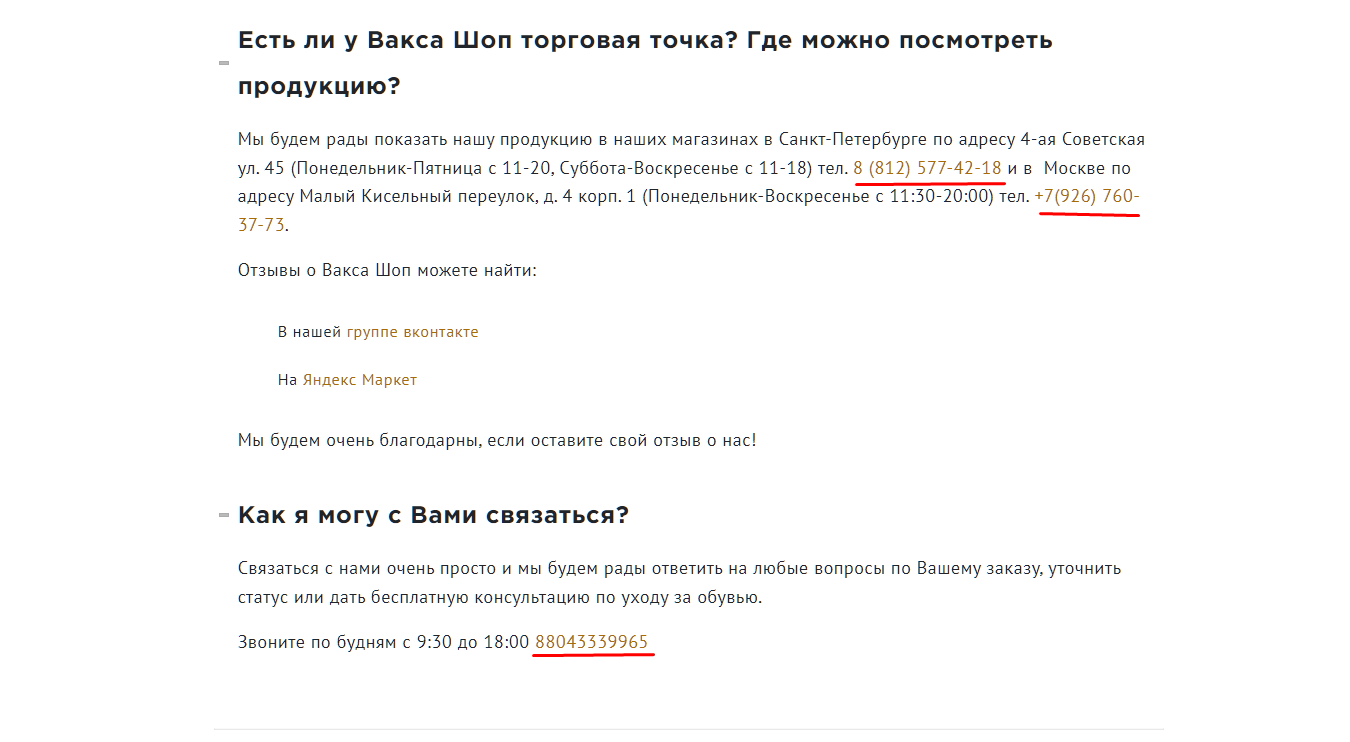 Есть ли у Вакса Шоп торговая точка? Где можно посмотреть
продукцию?
Мы будем рады показать нашу продукцию в наших магазинах в Санкт-Петербурге по адресу 4-ая Советская
ул. 45 (Понедельник-Пятница с 11-20, Суббота-Воскресенье с 11-18) тел. 8 (812) 577-42-18 и в Москве по
адресу Малый Кисельный переулок, д. 4 корп. 1 (Понедельник-Воскресенье с 11:30-20:00) тел. +7(926) 760-
37-73.
Отзывы о Вакса Шоп можете найти:
В нашей группе вконтакте
На Яндекс Маркет
Мы будем очень благодарны, если оставите свой отзыв о нас!
Как я могу с Вами связаться?
Связаться с нами очень просто и мы будем рады ответить на любые вопросы по Вашему заказу, уточнить
статус или дать бесплатную консультацию по уходу за обувью.
Звоните по будням с 9:30 до 18:00 88043339965